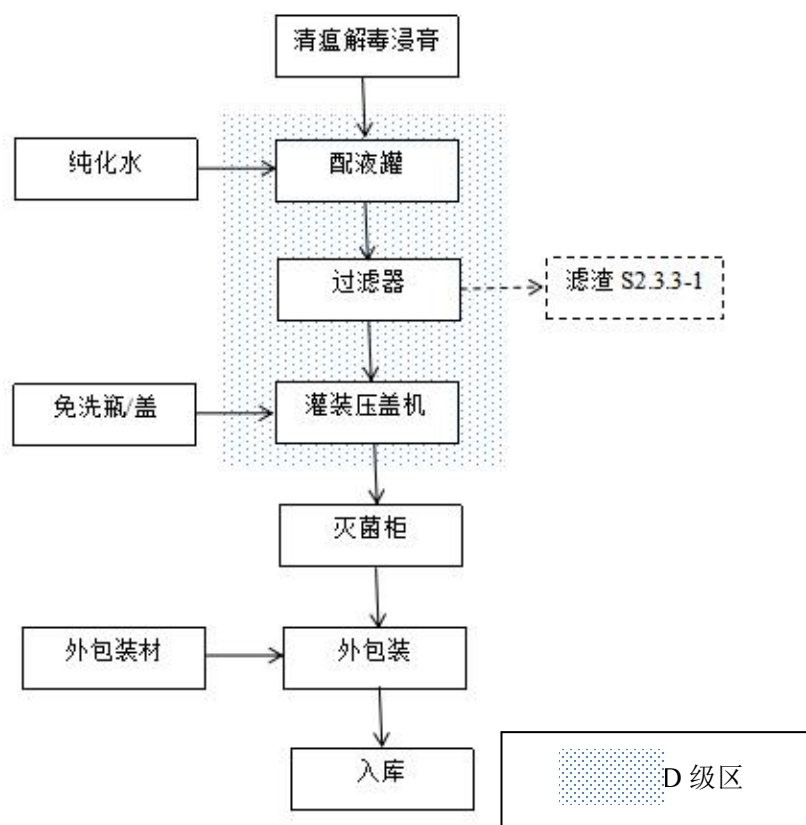 清瘟解毒浸膏
纯化水
配液罐
过滤器
滤渣 S2.3.3-1
免洗瓶/盖
灌装压盖机
灭菌柜
外包装材
外包装
入库
D 级区